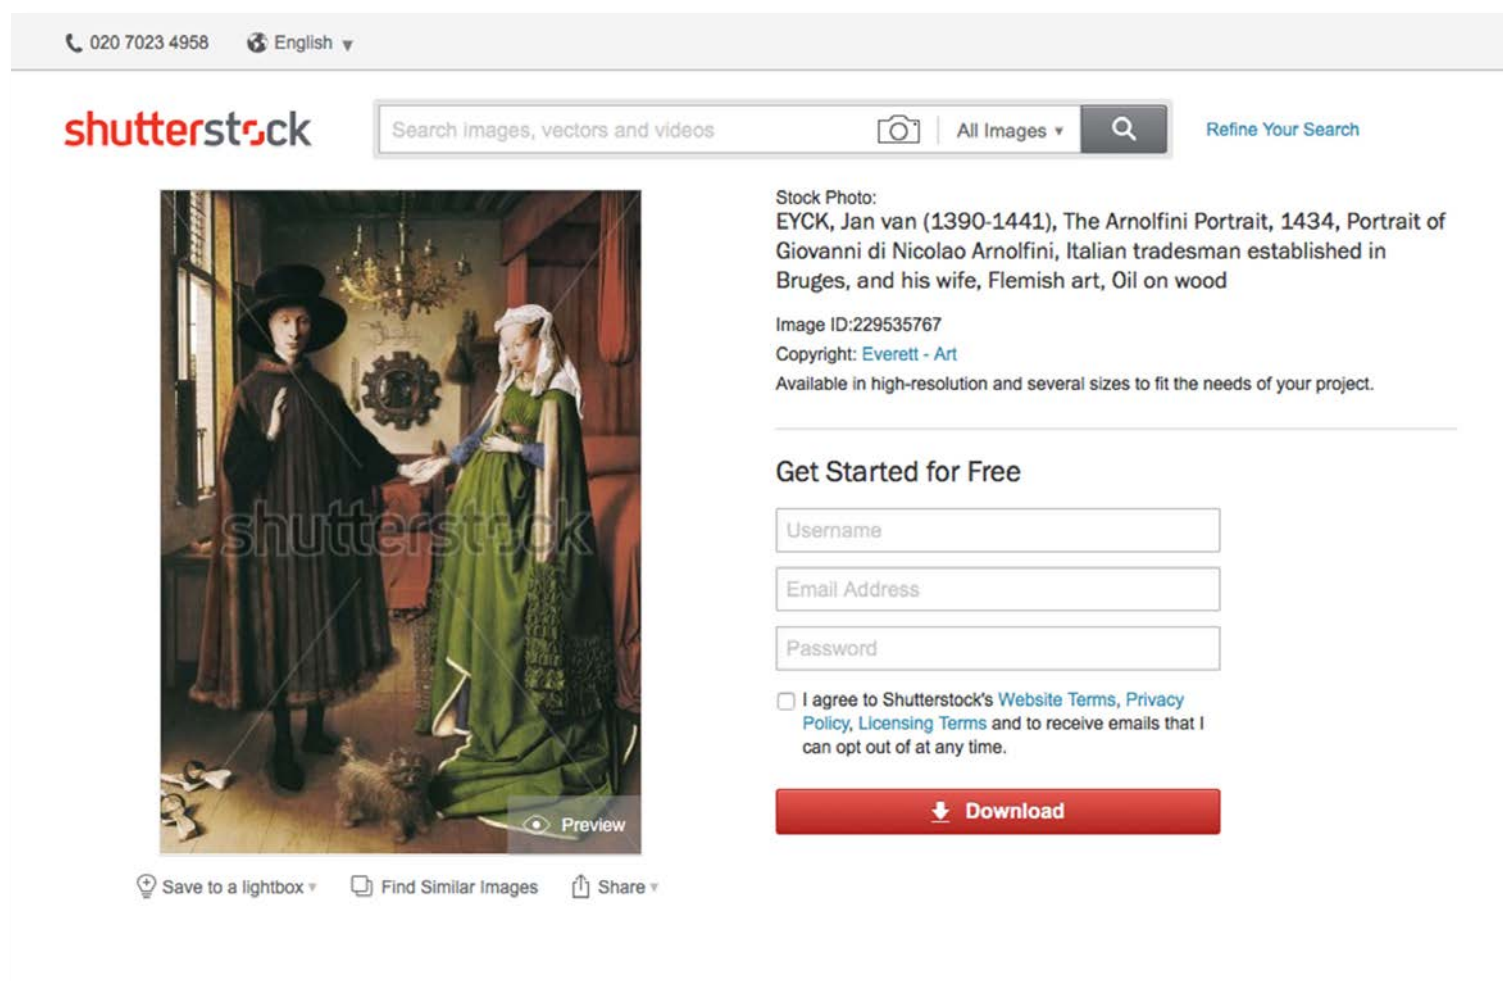 020 7023 4958 English
shutterstock
Search images, vectors and videos All Images
Refine Your Search
Stock Photo:
EYCK, Jan van (1390-1441), The Arnolfini Portrait, 1434, Portrait of
Giovanni di Nicolao Arnolfini, Italian tradesman established in
Bruges, and his wife, Flemish art, Oil on wood
Image ID:229535767
Copyright: Everett - Art
Available in high-resolution and several sizes to fit the needs of your project.
Get Started for Free
Username
Email Address
Password
I agree to Shutterstock's Website Terms, Privacy
Policy, Licensing Terms and to receive emails that I
can opt out of at any time.
Download
shutterstock
Preview
Save to a lightbox Find Similar Images Share